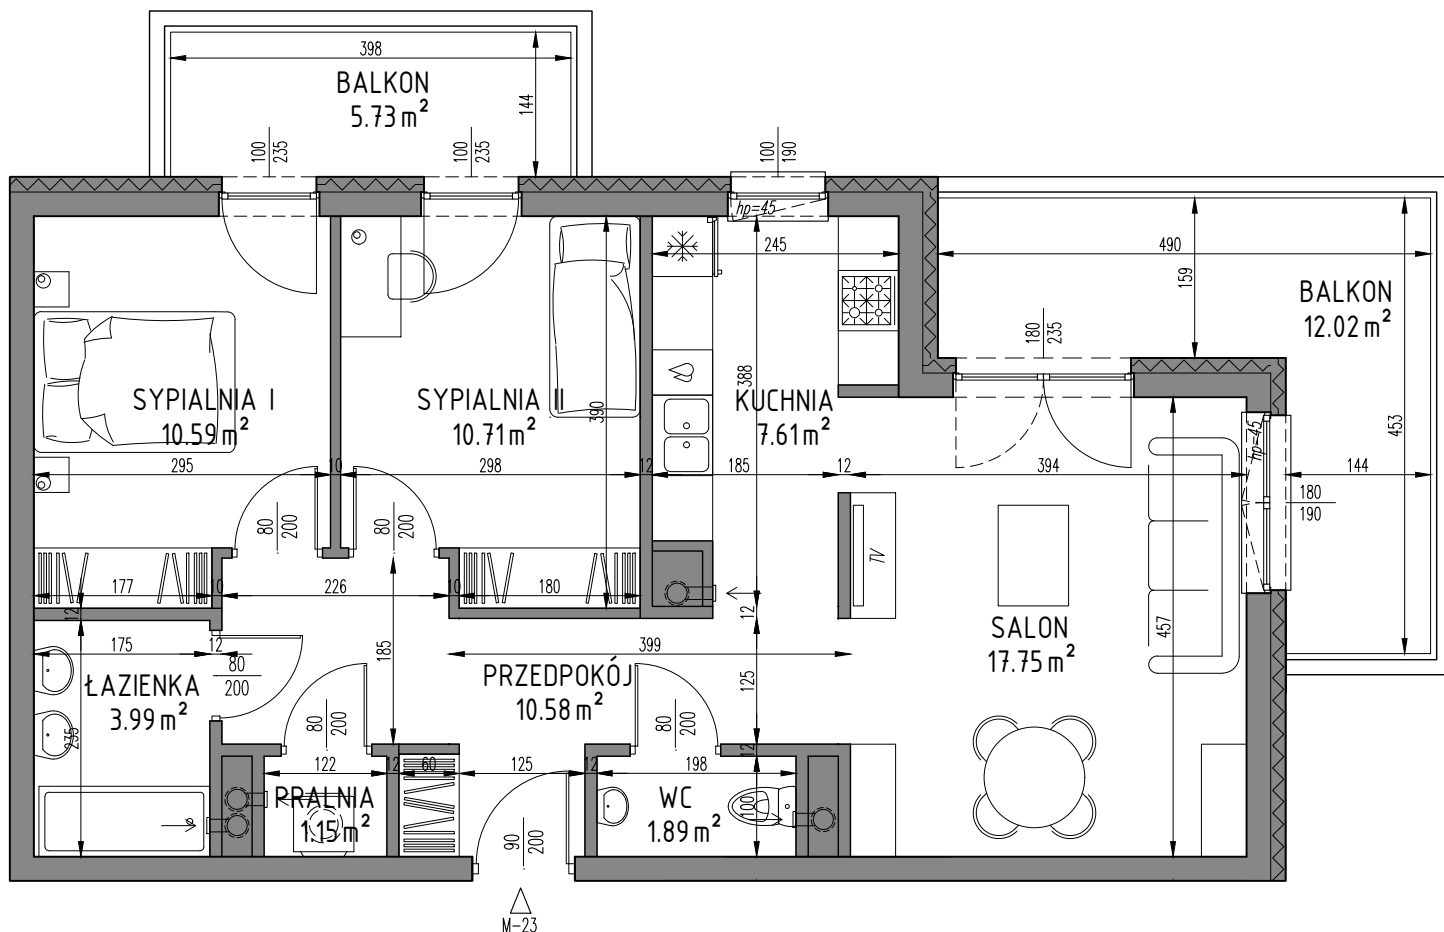 398
BALKON
5.73 m²
144
100
235
100
235
100
190
hp=45
245
490
159
BALKON
12.02 m²
180
235
SYPIALNIA I
10.59 m²
SYPIALNIA II
10.71 m²
390
388
KUCHNIA
7.61 m²
453
hp=45
295
10
298
12
185
12
394
144
180
190
80
200
80
200
TV
177
10
226
10
180
12
12
175
12
80
200
185
399
125
457
SALON
17.75 m²
ŁAZIENKA
3.99 m²
235
PRZEDPOKÓJ
10.58 m²
80
200
80
200
12
122
12
60
125
12
198
PRALNIA
1.15 m²
WC
1.89 m²
100
90
200
M-23